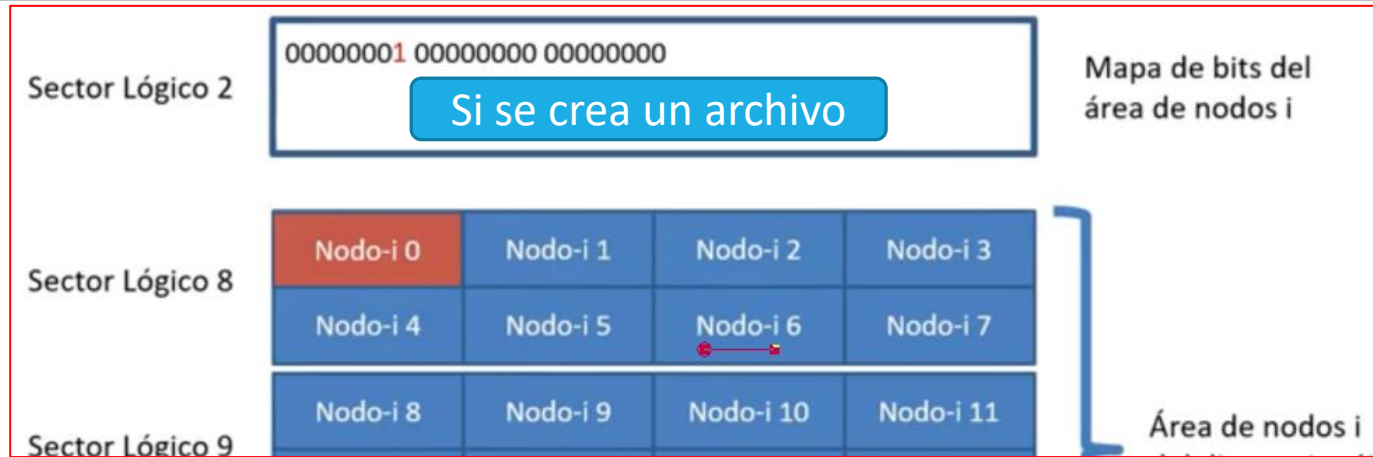 Sector Lógico 2
00000001 00000000 00000000
Si se crea un archivo
Mapa de bits del
área de nodos i
Sector Lógico 8
Nodo-i 0 Nodo-i 1 Nodo-i 2 Nodo-i 3
Nodo-i 4 Nodo-i 5 Nodo-i 6 Nodo-i 7
Sector Lógico 9
Nodo-i 8 Nodo-i 9 Nodo-i 10 Nodo-i 11
Área de nodos i